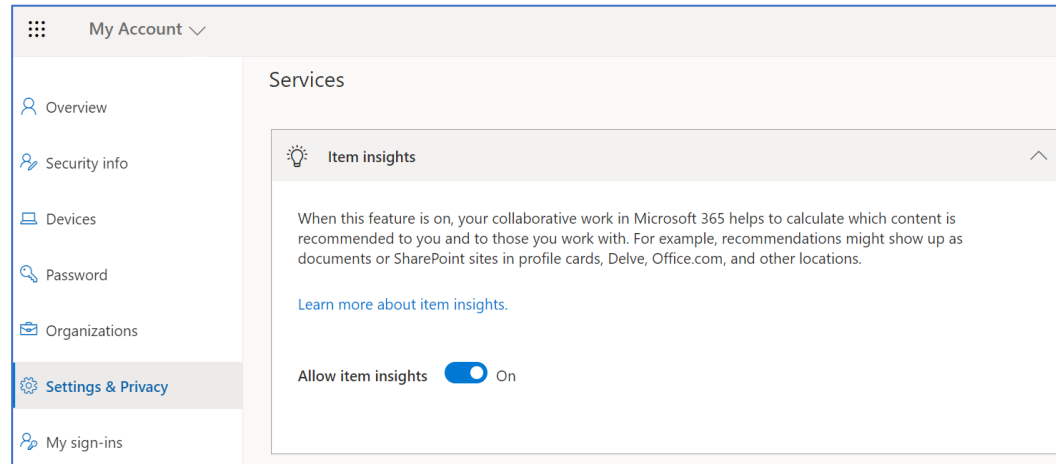 My Account
Overview
Security info
Devices
Password
Organizations
Settings & Privacy
My sign-ins
Services
Item insights
When this feature is on, your collaborative work in Microsoft 365 helps to calculate which content is
recommended to you and to those you work with. For example, recommendations might show up as
documents or SharePoint sites in profile cards, Delve, Office.com, and other locations.
Learn more about item insights.
Allow item insights On